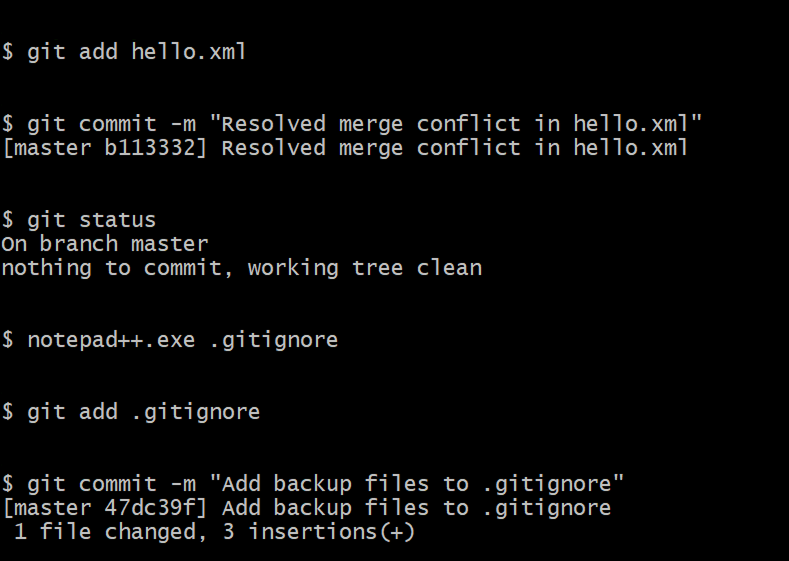 $ git add hello.xml
$ git commit -m "Resolved merge conflict in hello.xml"
[master b113332] Resolved merge conflict in hello.xml
$ git status
On branch master
nothing to commit, working tree clean
$ notepad++.exe .gitignore
$ git add .gitignore
$ git commit -m "Add backup files to .gitignore"
[master 47dc39f] Add backup files to .gitignore
 1 file changed, 3 insertions(+)